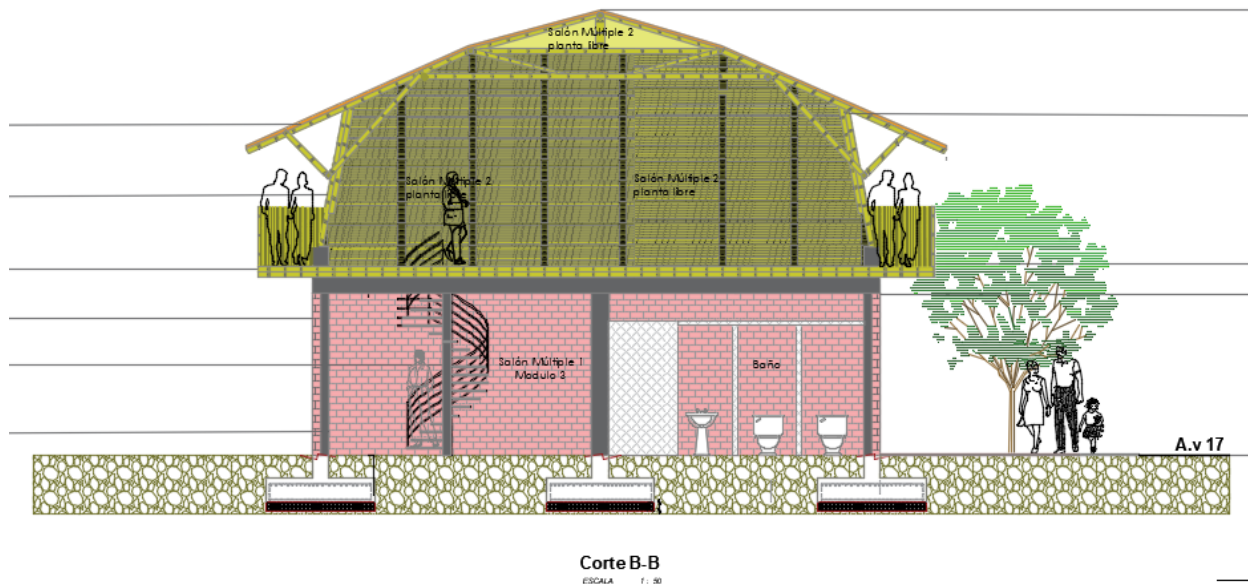 Salón Múltiple 2
planta libre
Salón Múltiple 2
planta libre
Salón Múltiple 2
planta libre
Salón Múltiple 1
Modulo 3
Baño
A.v 17
Corte B-B
ESCALA 1 : 50